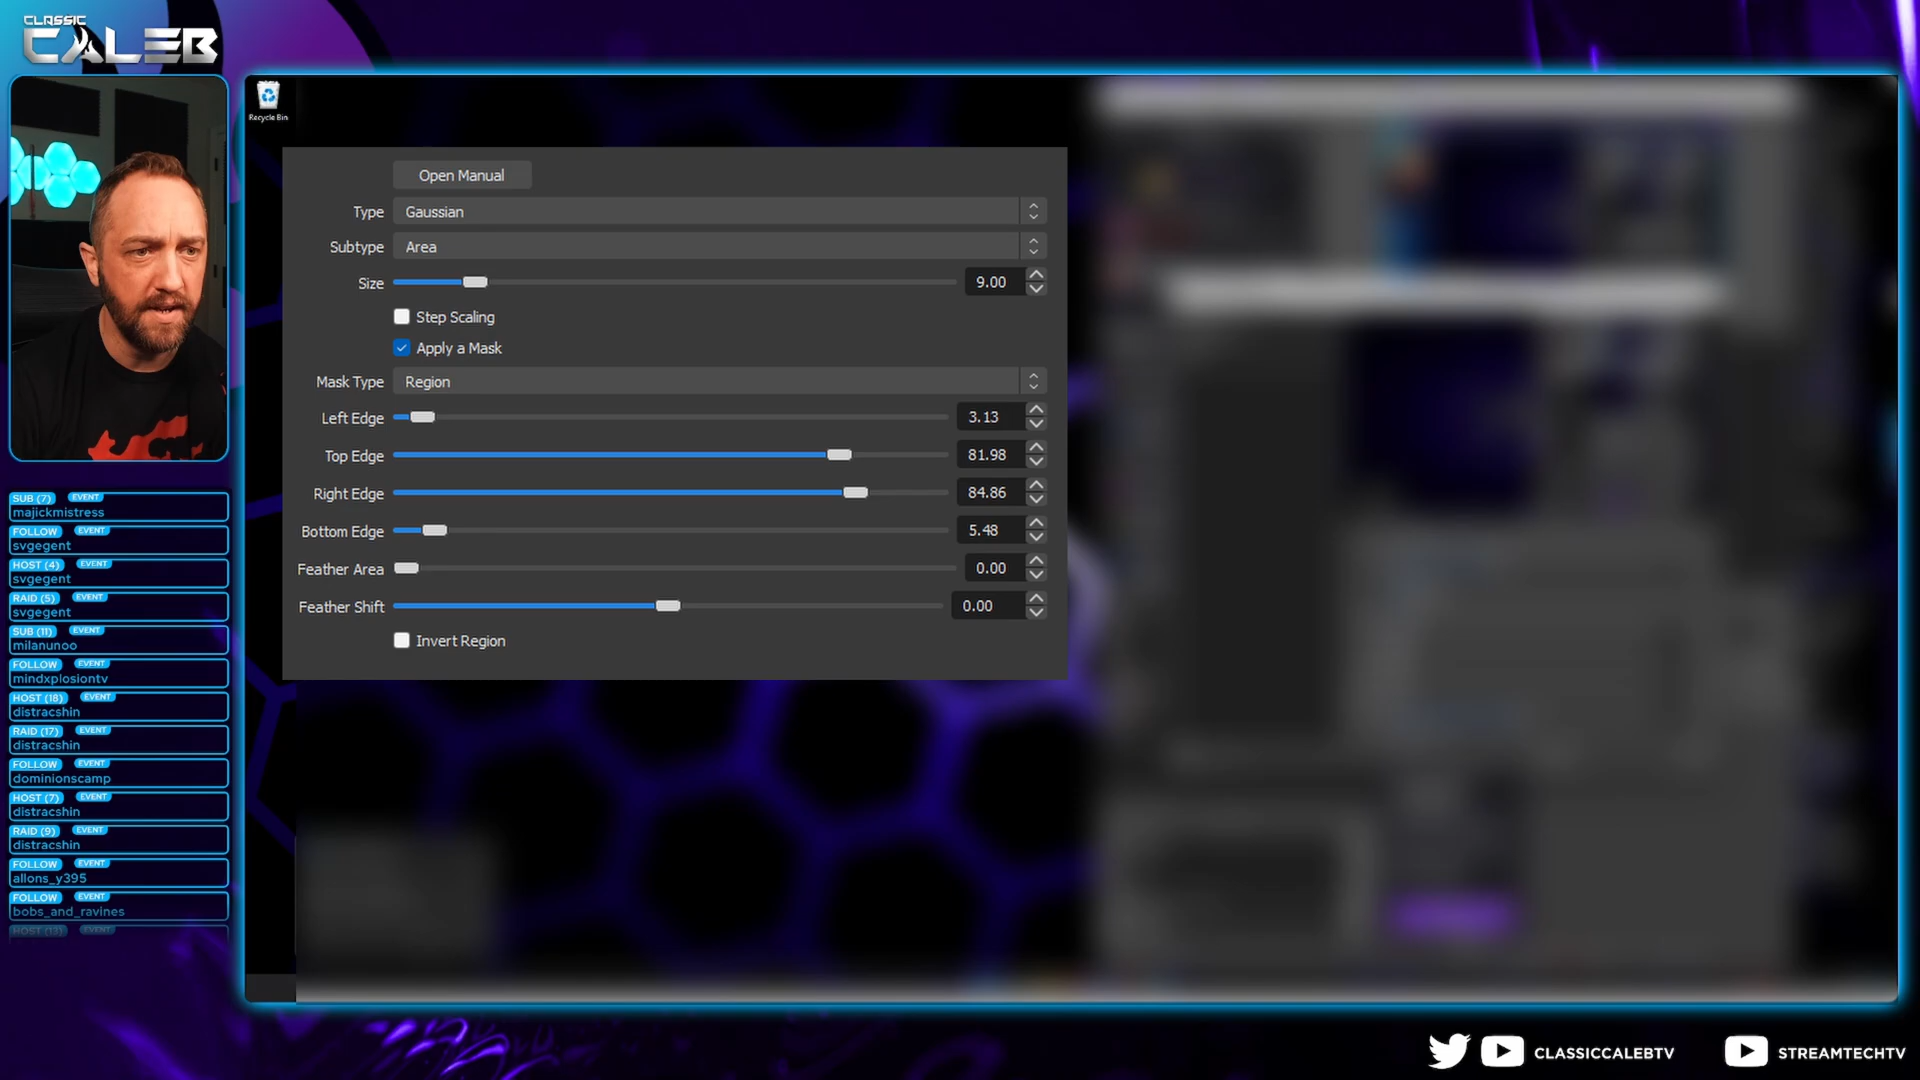 CLASSIC
CALEB
Recycle Bin
Open Manual
Type Gaussian
Subtype Area
Size 9.00
Step Scaling
Apply a Mask
Mask Type Region
Left Edge 3.13
Top Edge 81.98
Right Edge 84.86
Bottom Edge 5.48
Feather Area 0.00
Feather Shift 0.00
Invert Region
SUB (7) EVENT
majickmistress
FOLLOW EVENT
svgegent
HOST (4) EVENT
svgegent
RAID (5) EVENT
svgegent
SUB (11) EVENT
milanunoo
FOLLOW EVENT
mindxplosiontv
HOST (18) EVENT
distracshin
RAID (17) EVENT
distracshin
FOLLOW EVENT
dominionscamp
HOST (7) EVENT
distracshin
RAID (9) EVENT
distracshin
FOLLOW EVENT
allons_y395
FOLLOW EVENT
bobs_and_ravines
HOST (13) EVENT
CLASSICCALEBTV STREAMTECHTV